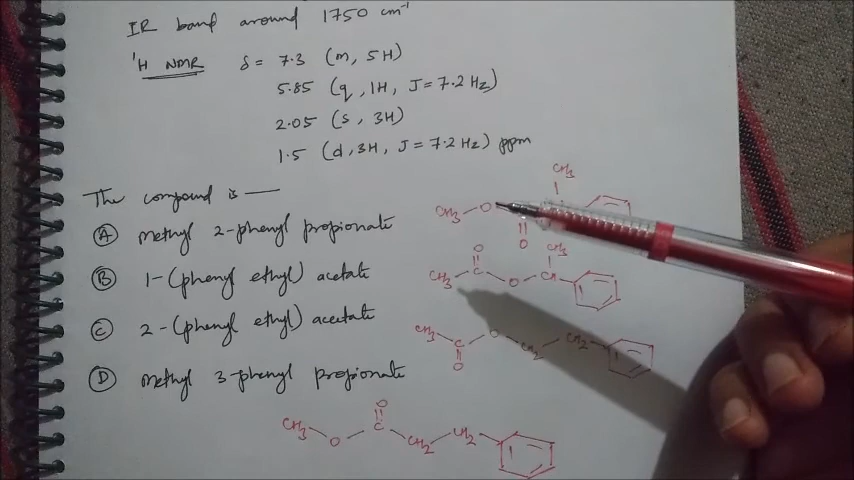 IR band around 1750 cm⁻¹
¹H NMR δ = 7.3 (m, 5H)
5.85 (q, 1H, J = 7.2 Hz)
2.05 (s, 3H)
1.5 (d, 3H, J = 7.2 Hz) ppm
The compound is —
(A) Methyl 2-phenyl propionate
(B) 1-(phenyl ethyl) acetate
(C) 2-(phenyl ethyl) acetate
(D) Methyl 3-phenyl propionate
CH₃
CH₃ O
O
O CH₃
CH₃ C O CH
CH₃ C O CH₂ CH₂
O
O
CH₃ O C CH₂ CH₂